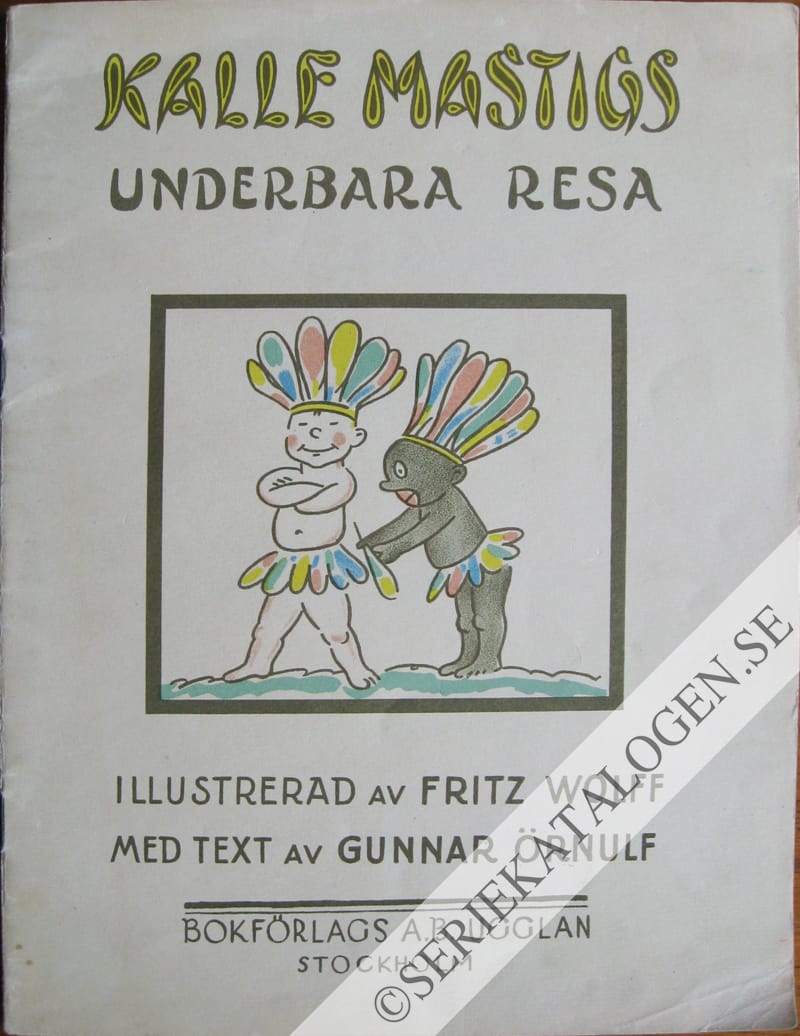 KALLE MASTIGS
UNDERBARA RESA
ILLUSTRERAD AV FRITZ WOLFF
MED TEXT AV GUNNAR ÖRNULF
BOKFÖRLAGS A.B. UGGLAN
STOCKHOLM
© SERIEKATALOGEN.SE